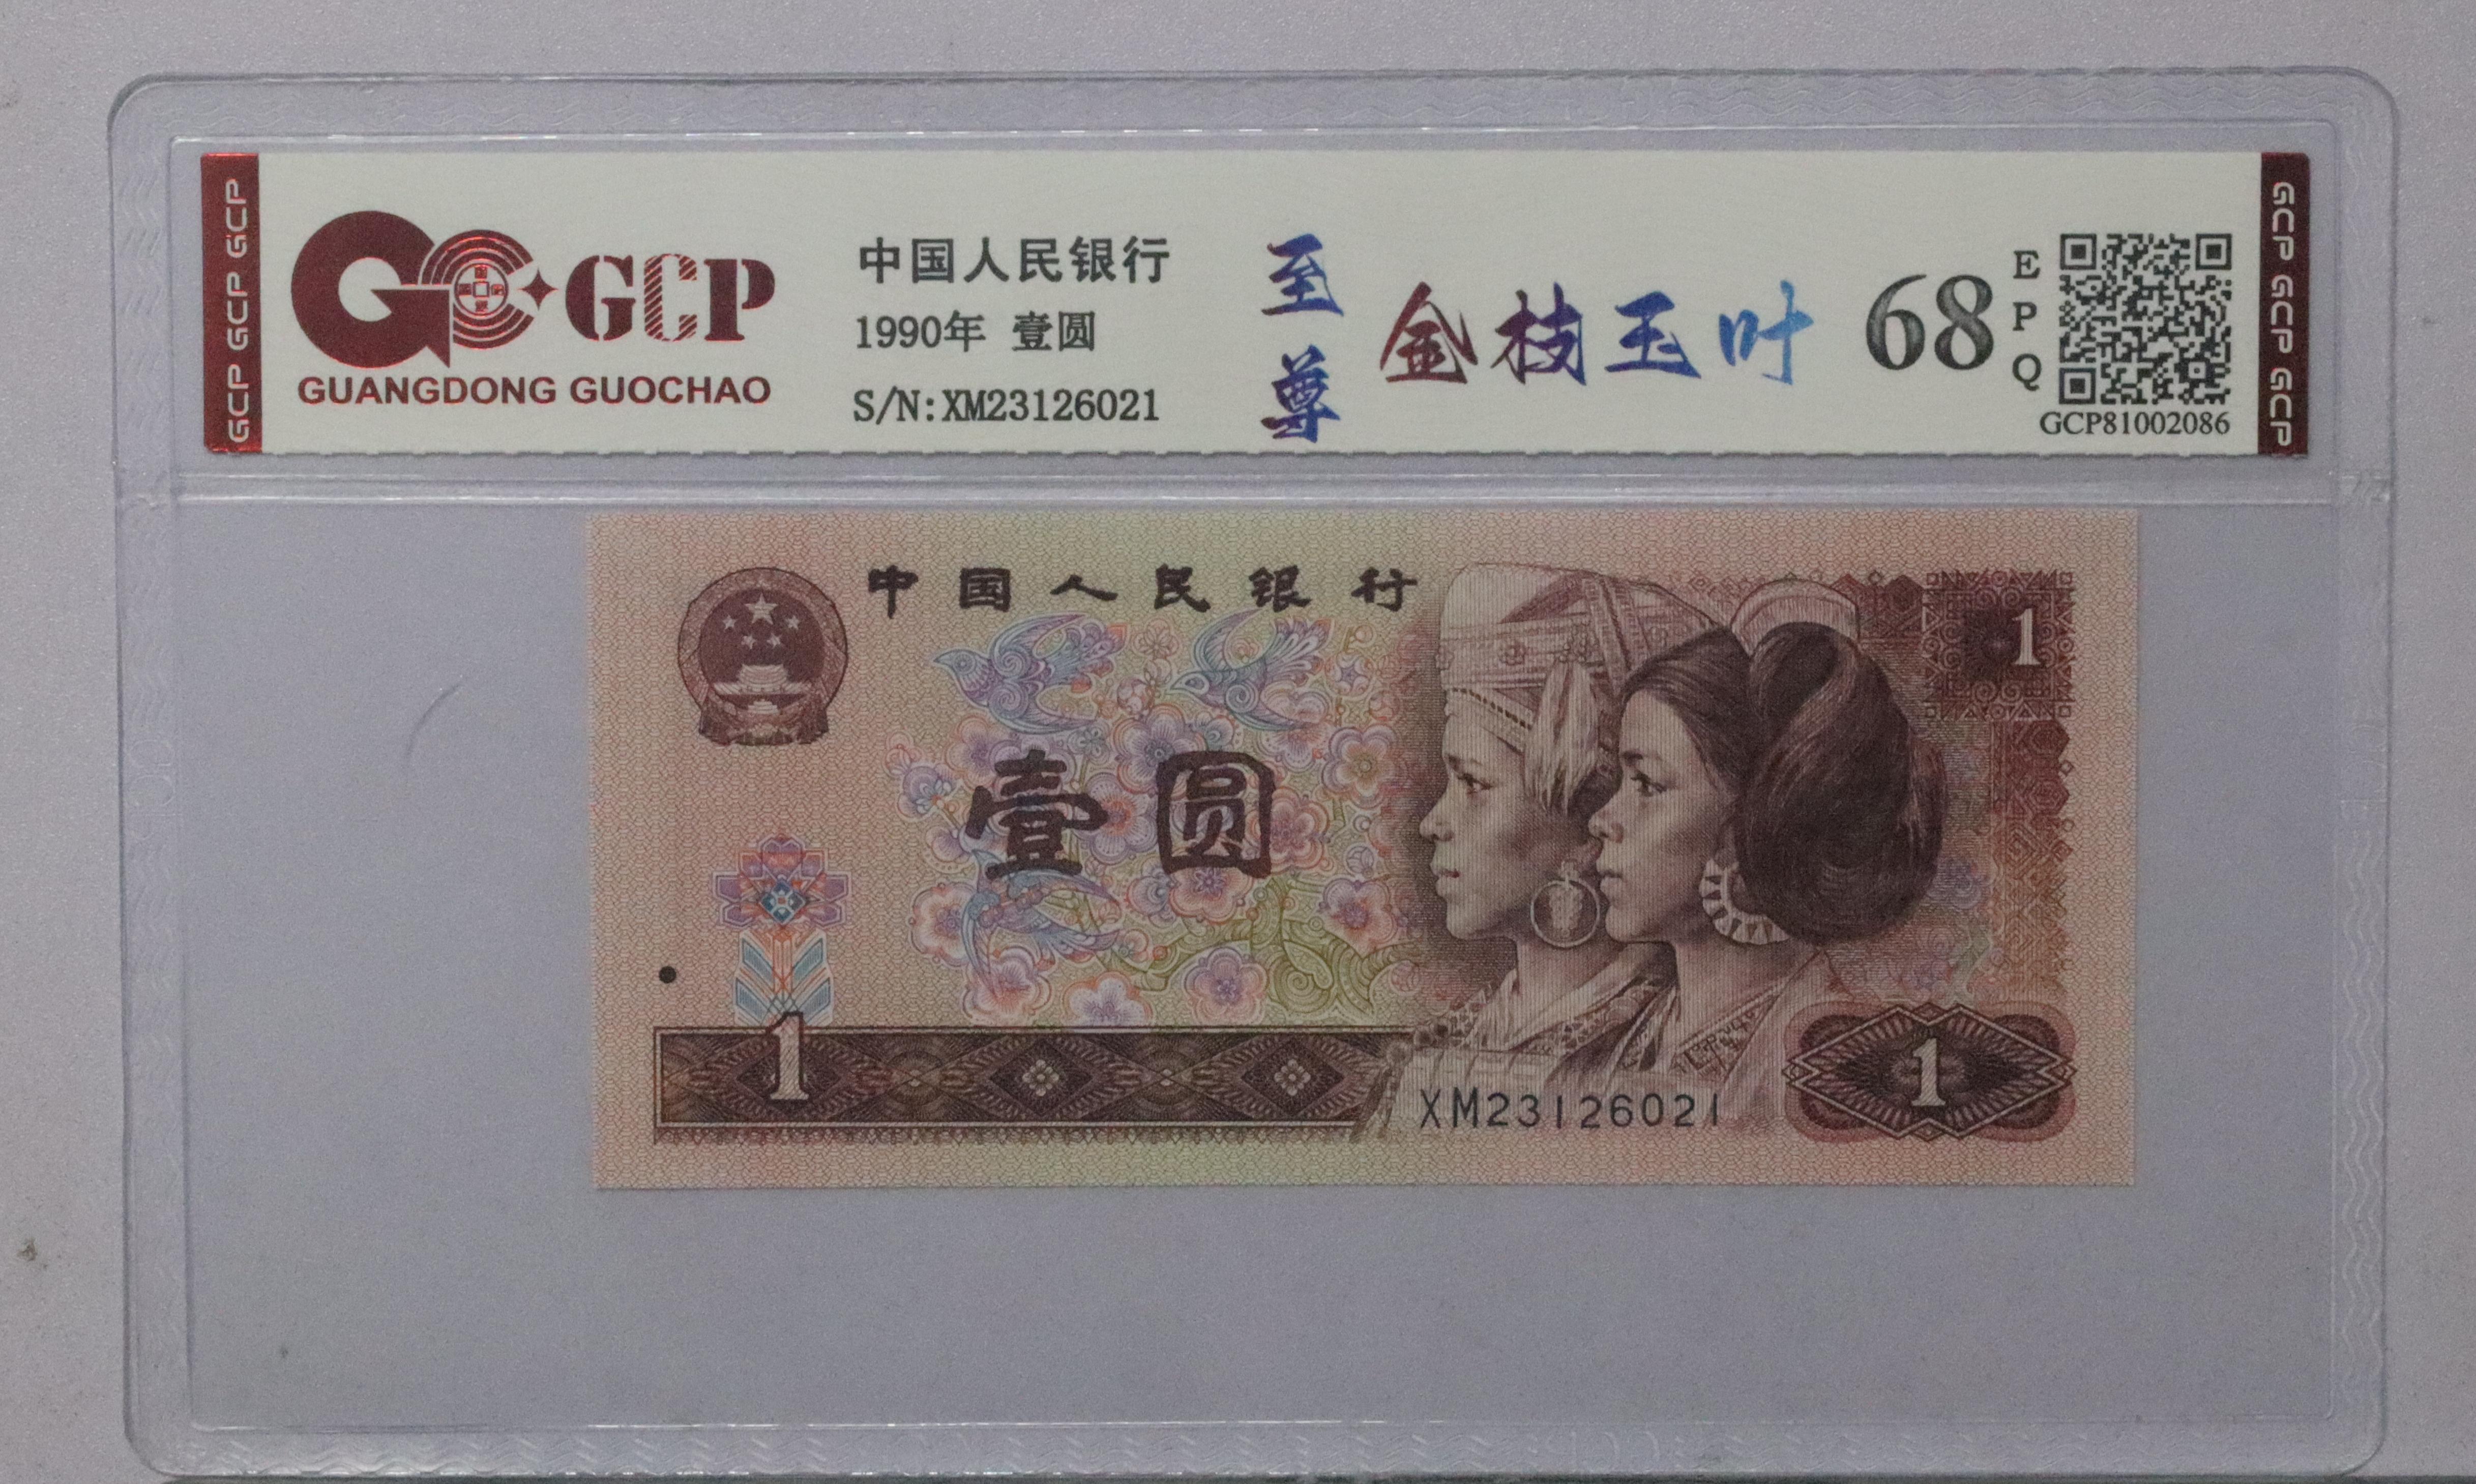 GCP GCP GCP
GCP
GUANGDONG GUOCHAO
中国人民银行
1990年 壹圆
S/N:XM23126021
至尊
金枝玉叶
68
EPQ
GCP81002086
GCP GCP GCP
中国人民银行
1
壹圆
1
1
XM23126021